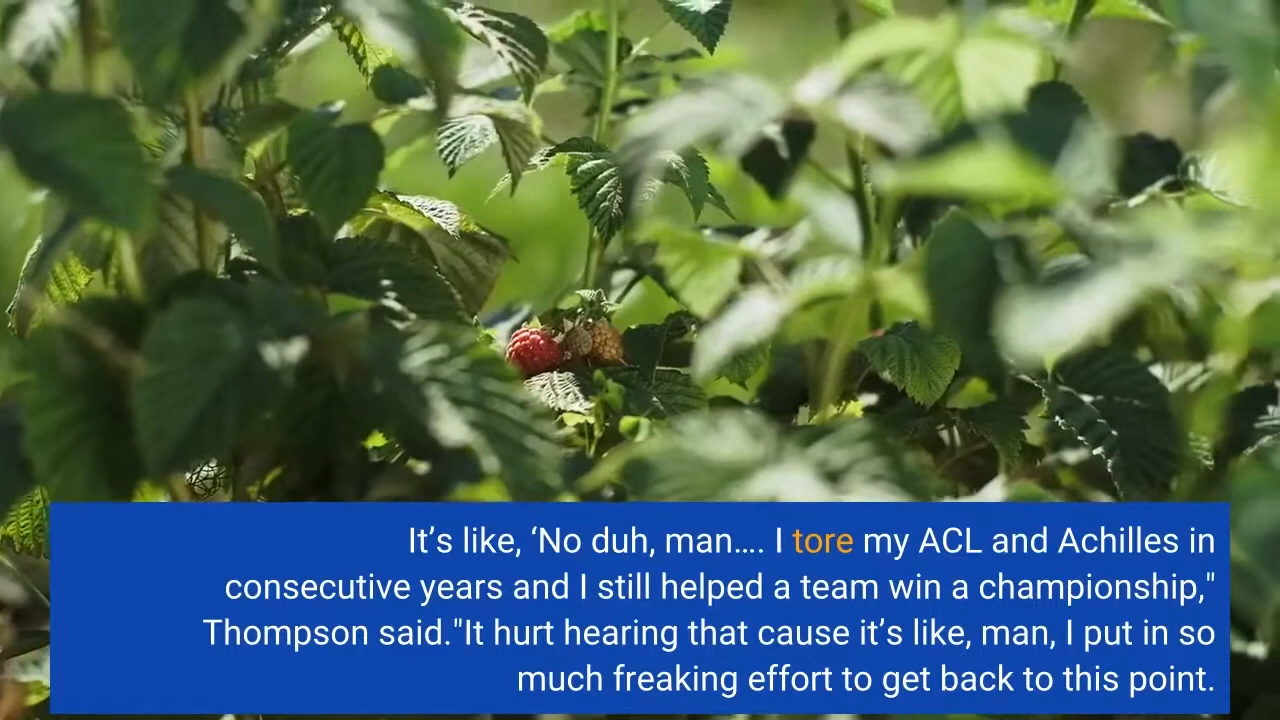 It’s like, ‘No duh, man…. I tore my ACL and Achilles in
consecutive years and I still helped a team win a championship,"
Thompson said."It hurt hearing that cause it’s like, man, I put in so
much freaking effort to get back to this point.